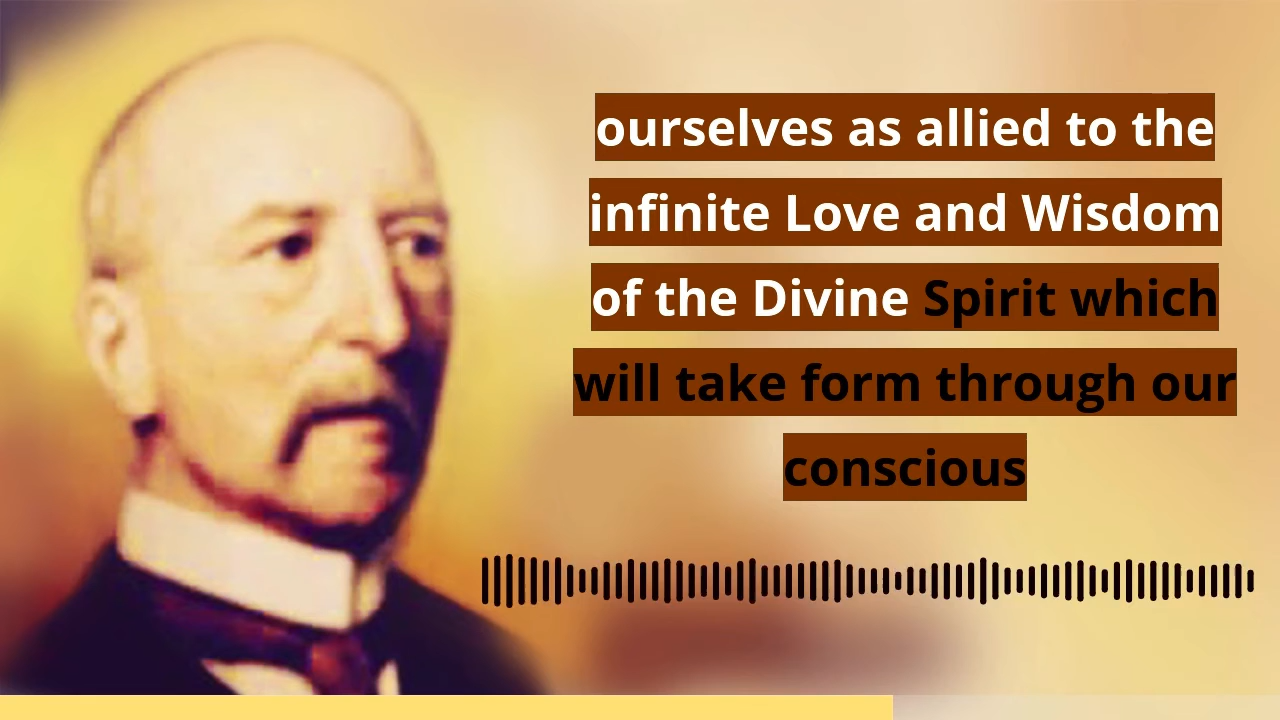 ourselves as allied to the
infinite Love and Wisdom
of the Divine Spirit which
will take form through our
conscious